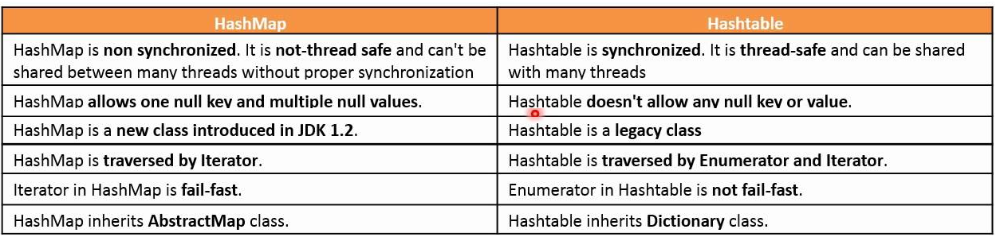 HashMap
Hashtable
HashMap is non synchronized. It is not-thread safe and can't be
shared between many threads without proper synchronization
Hashtable is synchronized. It is thread-safe and can be shared
with many threads
HashMap allows one null key and multiple null values.
Hashtable doesn't allow any null key or value.
HashMap is a new class introduced in JDK 1.2.
Hashtable is a legacy class
HashMap is traversed by Iterator.
Hashtable is traversed by Enumerator and Iterator.
Iterator in HashMap is fail-fast.
Enumerator in Hashtable is not fail-fast.
HashMap inherits AbstractMap class.
Hashtable inherits Dictionary class.